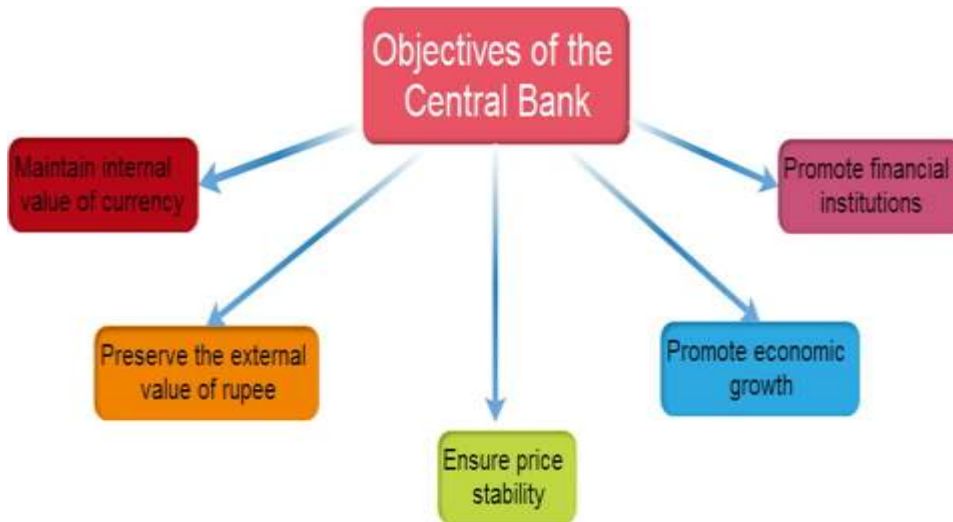 Objectives of the
Central Bank
Maintain internal
value of currency
Promote financial
institutions
Preserve the external
value of rupee
Promote economic
growth
Ensure price
stability